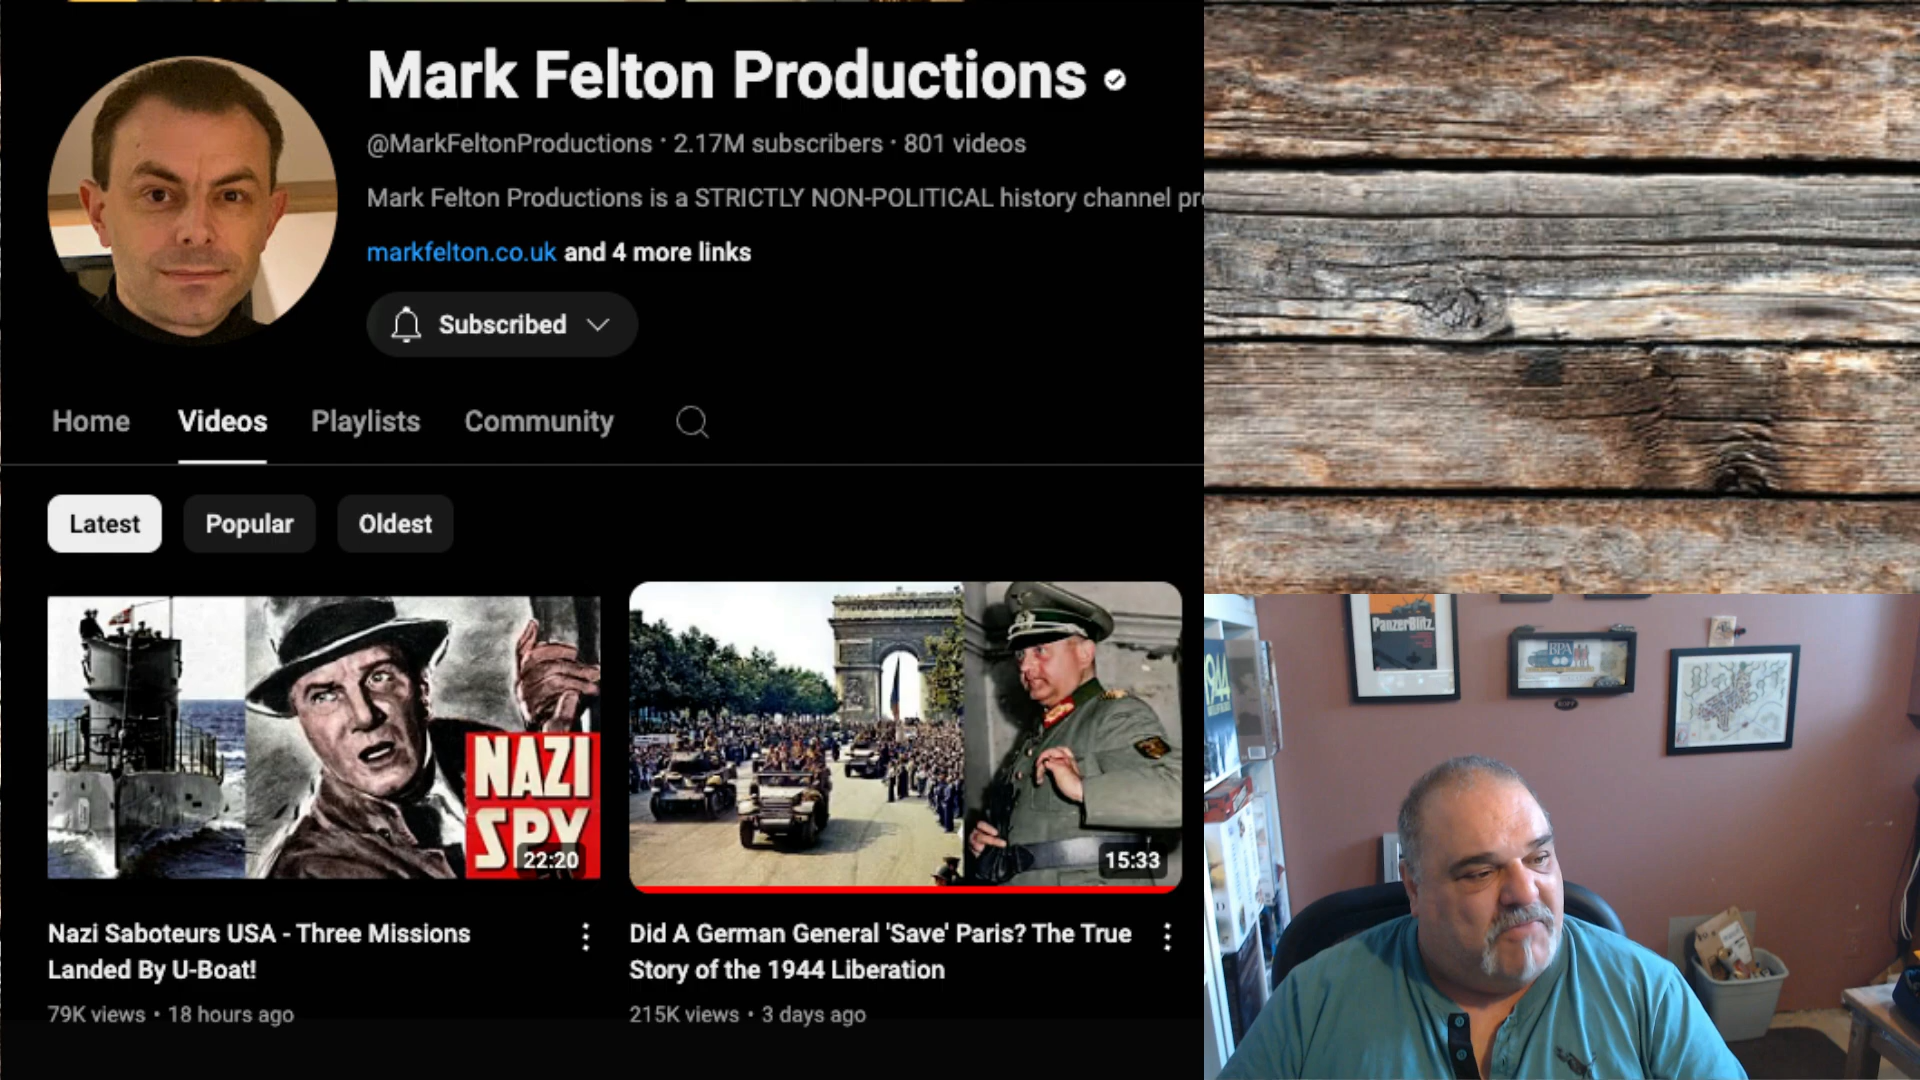 Mark Felton Productions
@MarkFeltonProductions · 2.17M subscribers · 801 videos
Mark Felton Productions is a STRICTLY NON-POLITICAL history channel pr
markfelton.co.uk and 4 more links
Subscribed
Home Videos Playlists Community
Latest Popular Oldest
NAZI
SPY
22:20
15:33
Nazi Saboteurs USA - Three Missions
Landed By U-Boat!
79K views • 18 hours ago
Did A German General 'Save' Paris? The True
Story of the 1944 Liberation
215K views • 3 days ago
PanzerBlitz.
BPA
1944